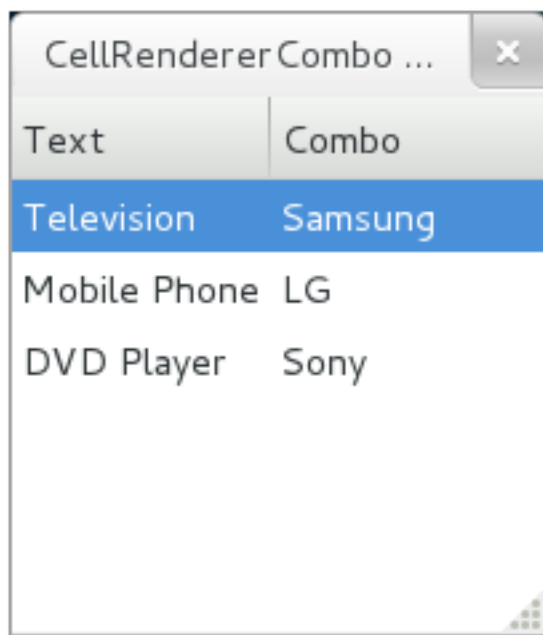 CellRenderer Combo ...
Text Combo
Television Samsung
Mobile Phone LG
DVD Player Sony